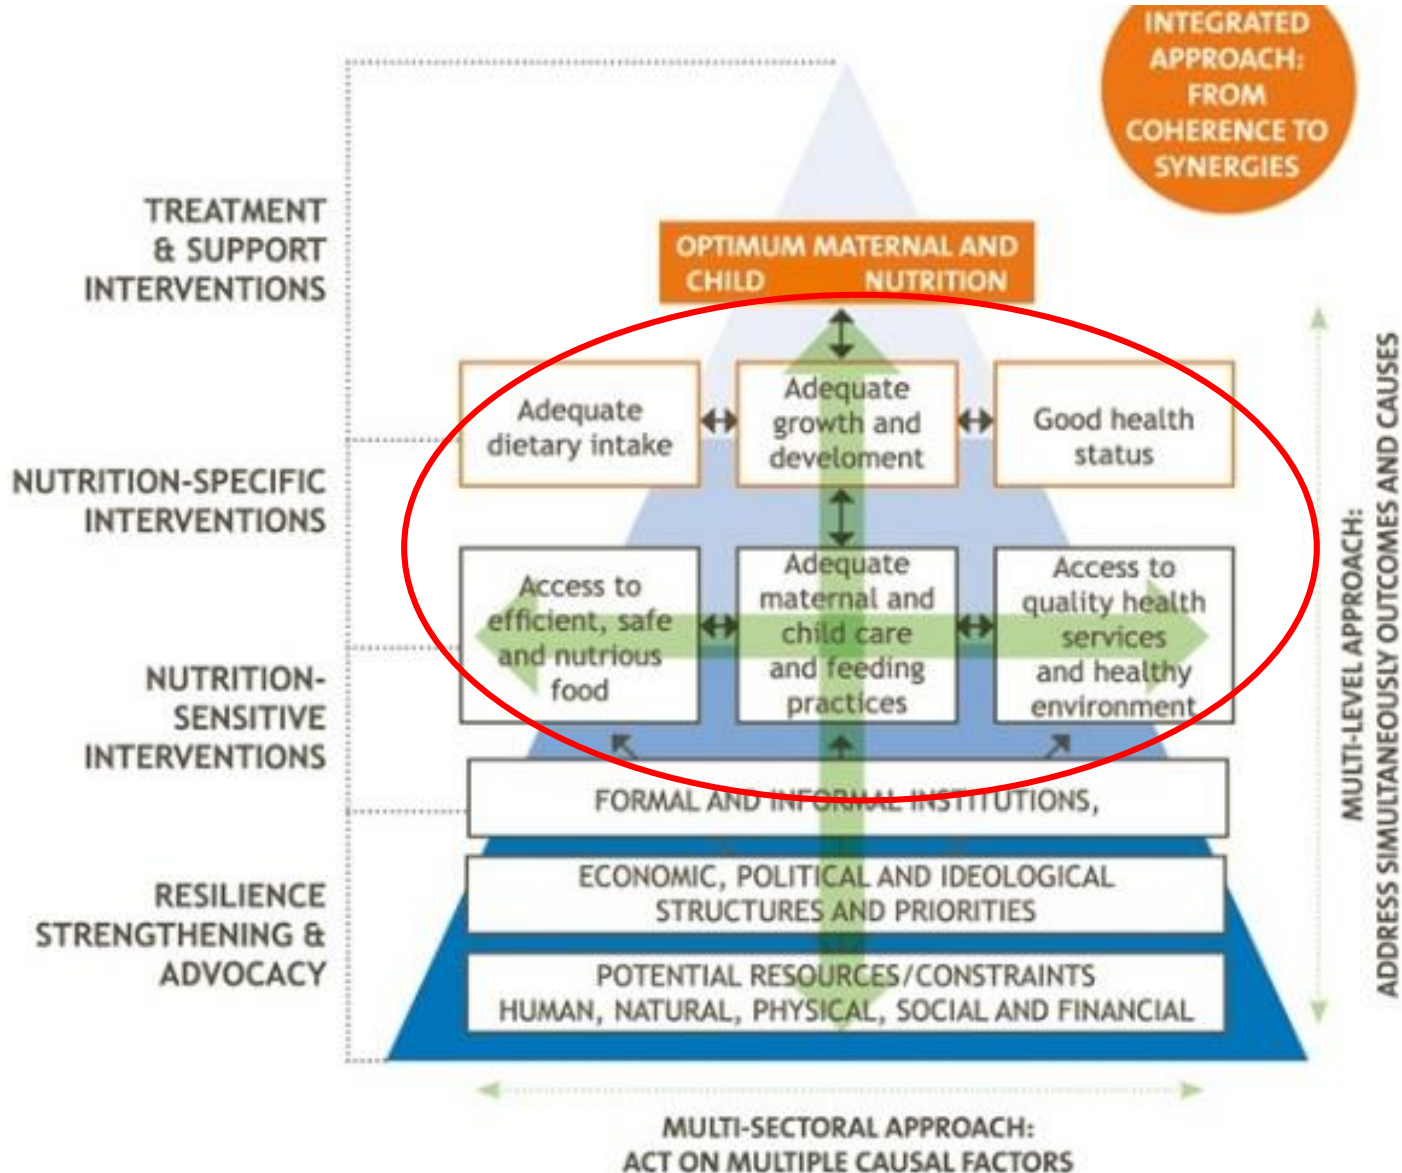 INTEGRATED
APPROACH:
FROM
COHERENCE TO
SYNERGIES
TREATMENT
& SUPPORT
INTERVENTIONS
OPTIMUM MATERNAL AND
CHILD NUTRITION
Adequate
dietary intake
Adequate
growth and
develoment
Good health
status
NUTRITION-SPECIFIC
INTERVENTIONS
Access to
efficient, safe
and nutritious
food
Adequate
maternal and
child care
and feeding
practices
Access to
quality health
services
and healthy
environment
NUTRITION-
SENSITIVE
INTERVENTIONS
FORMAL AND INFORMAL INSTITUTIONS,
ECONOMIC, POLITICAL AND IDEOLOGICAL
STRUCTURES AND PRIORITIES
RESILIENCE
STRENGTHENING &
ADVOCACY
POTENTIAL RESOURCES/CONSTRAINTS
HUMAN, NATURAL, PHYSICAL, SOCIAL AND FINANCIAL
MULTI-LEVEL APPROACH:
ADDRESS SIMULTANEOUSLY OUTCOMES AND CAUSES
MULTI-SECTORAL APPROACH:
ACT ON MULTIPLE CAUSAL FACTORS